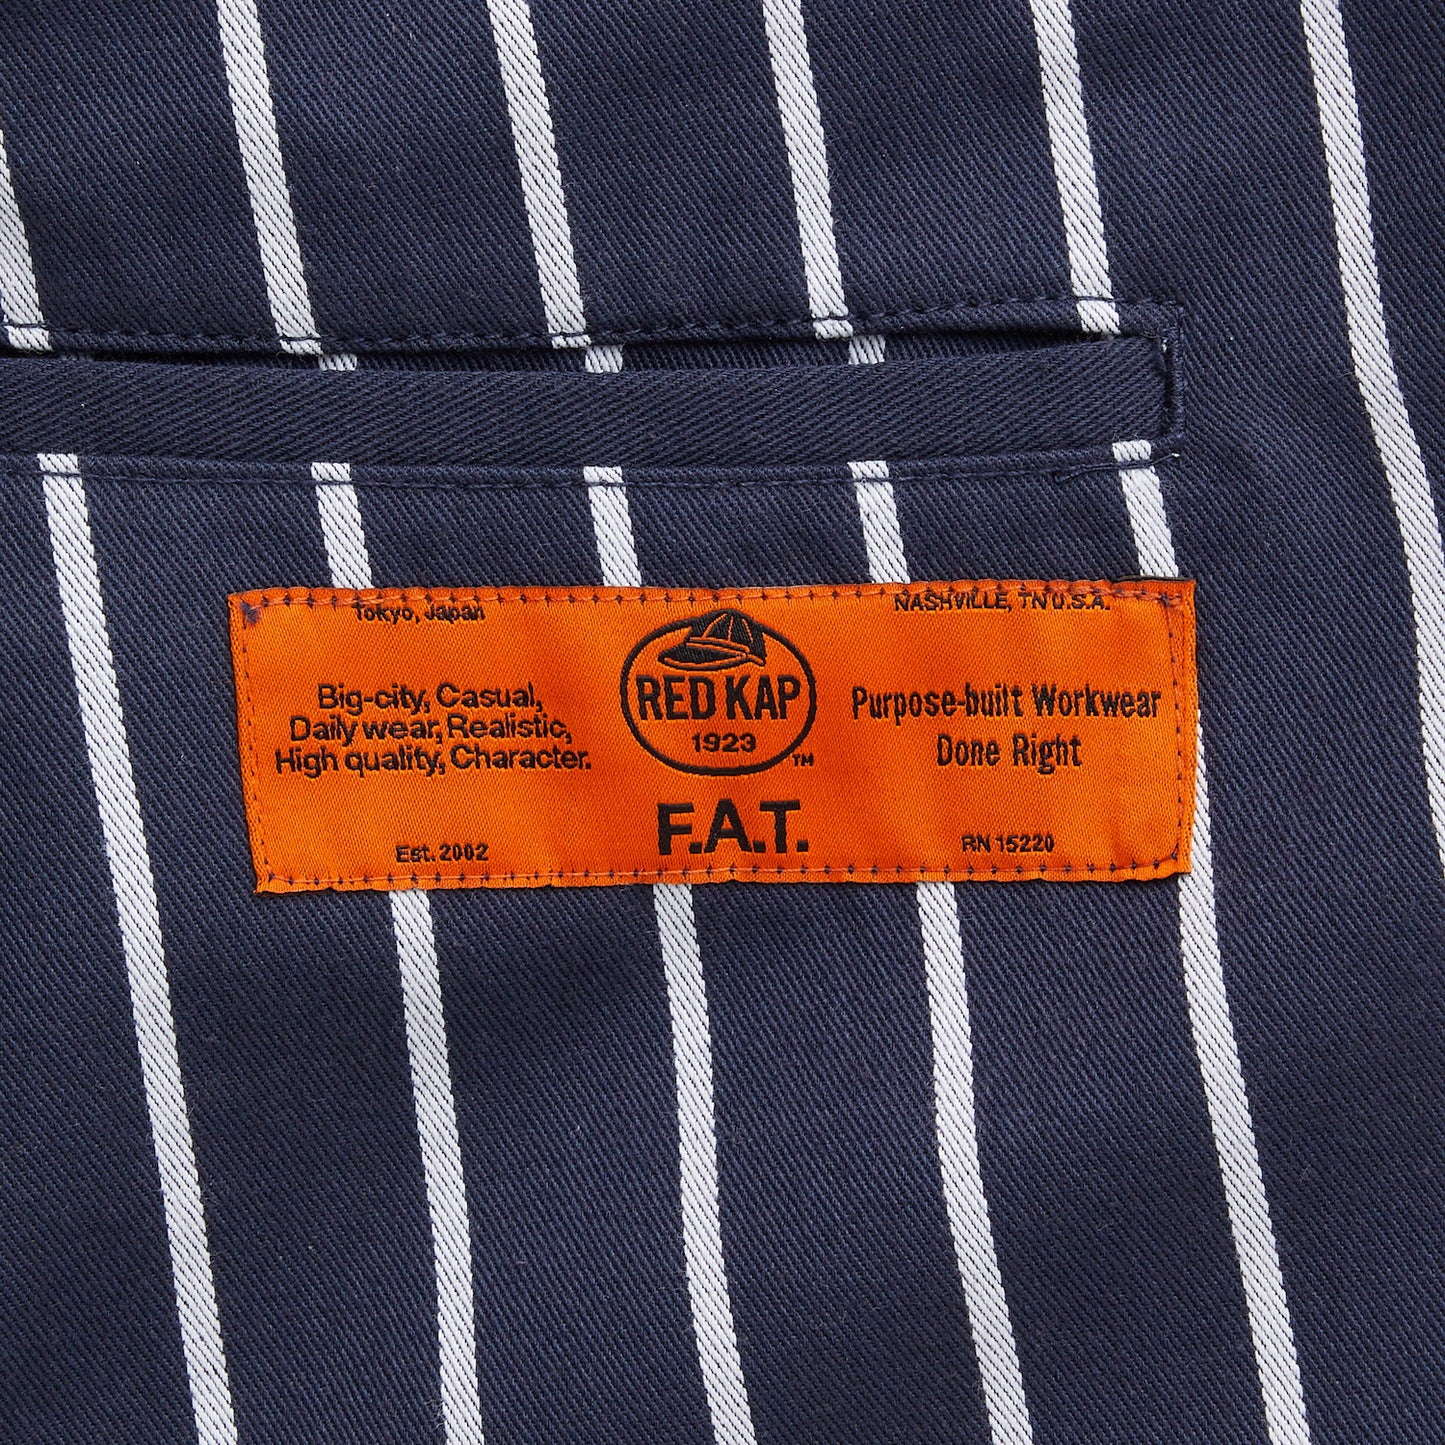 Tokyo, Japan
NASHVILLE, TN U.S.A.
Big-city, Casual,
Daily wear, Realistic,
High quality, Character.
RED KAP
1923
TM
Purpose-built Workwear
Done Right
Est. 2002
F.A.T.
RN 15220